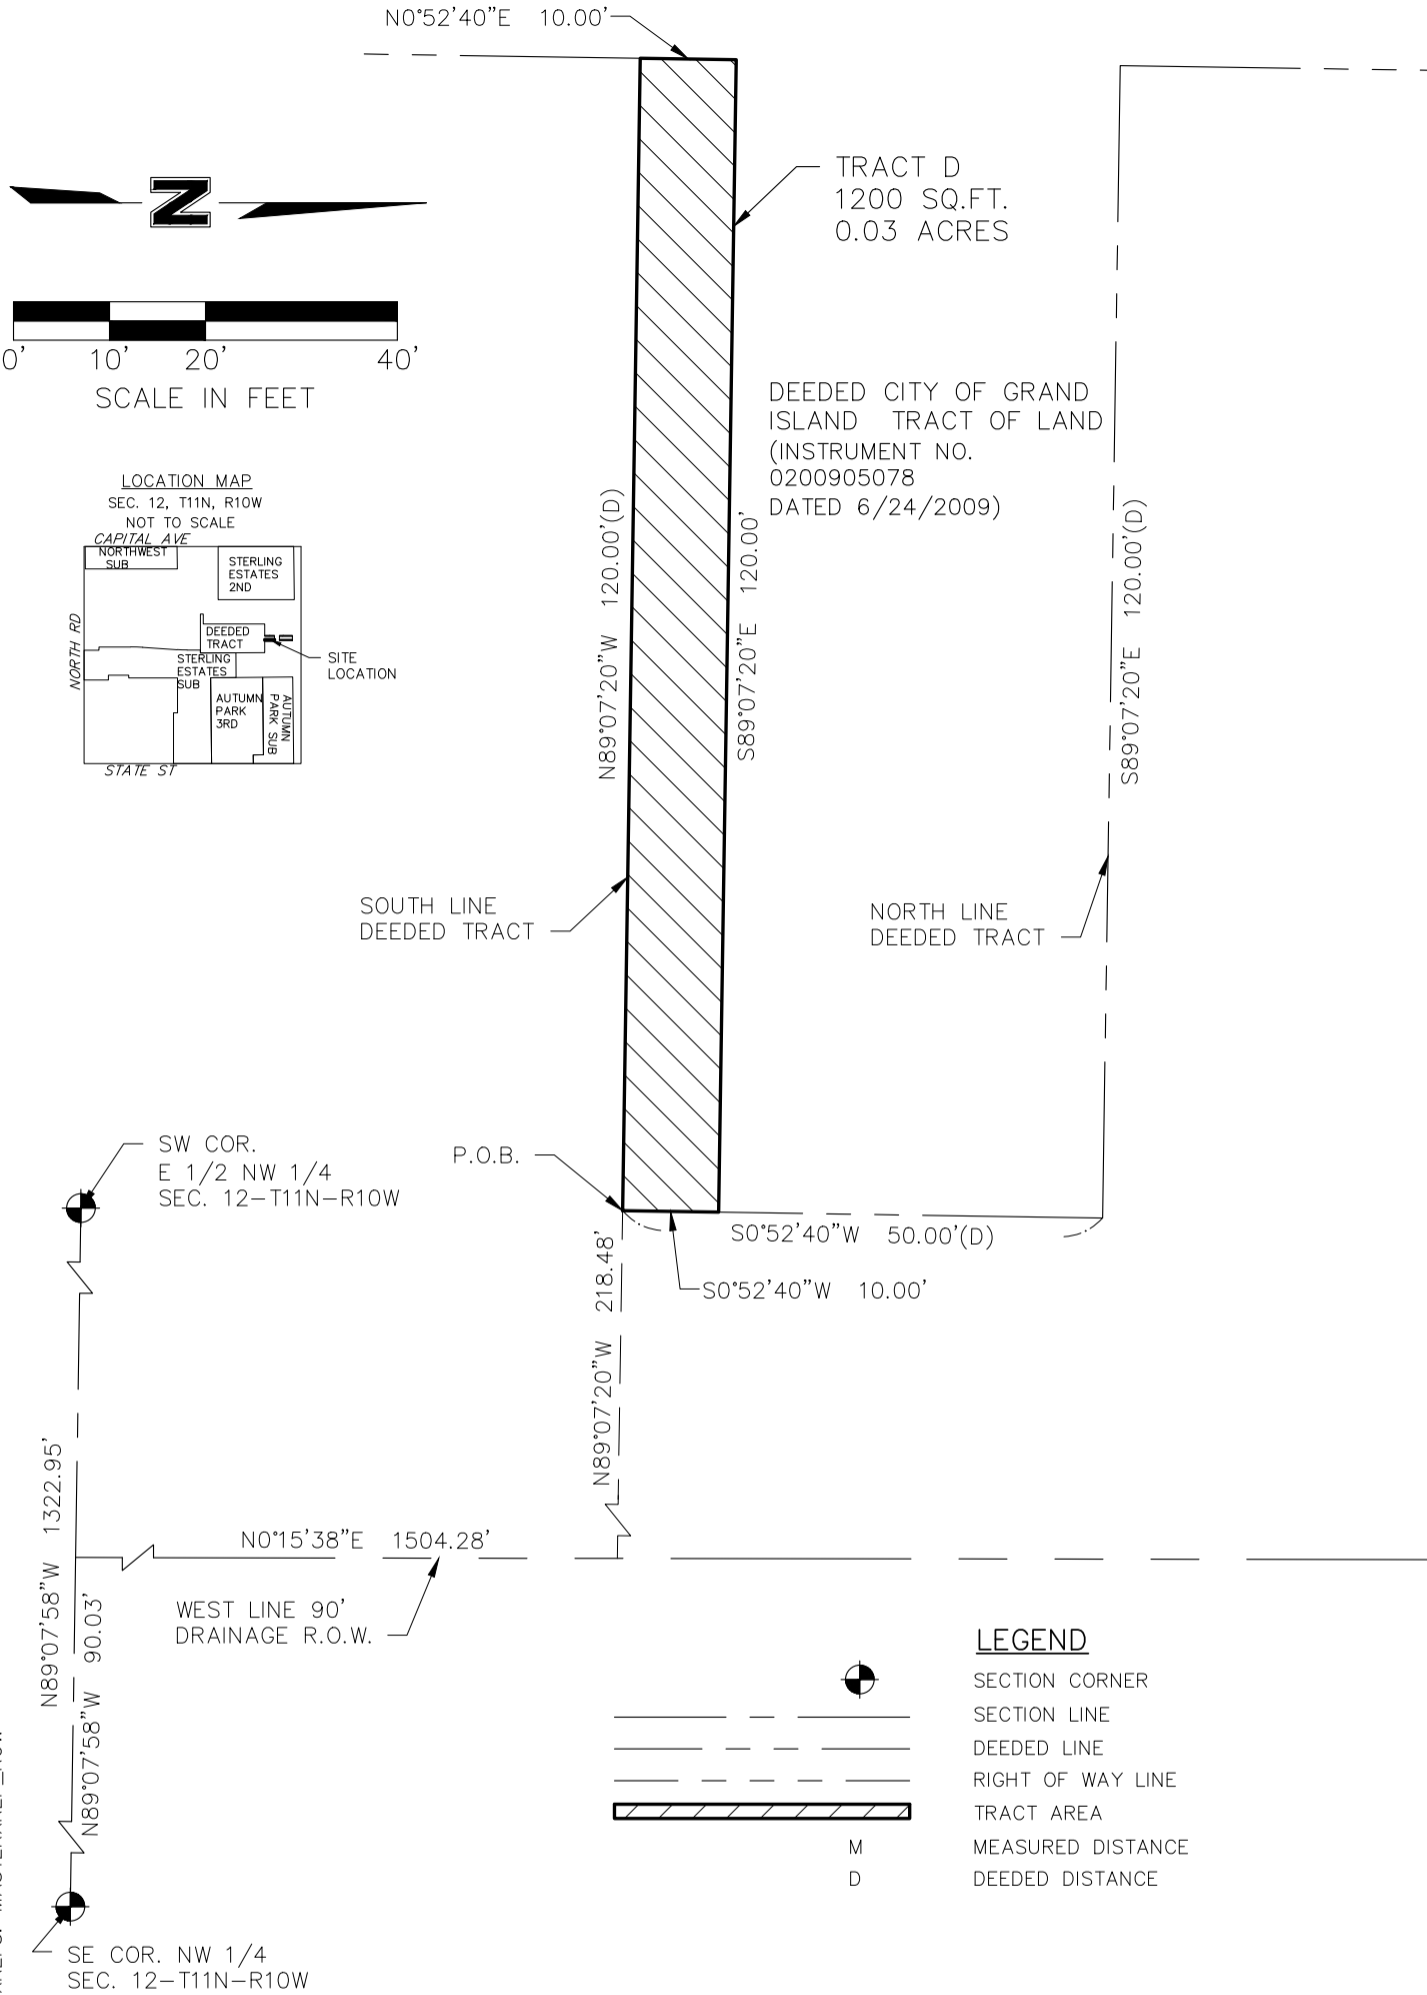 N0°52'40"E 10.00'
TRACT D
1200 SQ.FT.
0.03 ACRES
N
0' 10' 20' 40'
SCALE IN FEET
DEEDED CITY OF GRAND
ISLAND TRACT OF LAND
(INSTRUMENT NO.
0200905078
DATED 6/24/2009)
LOCATION MAP
SEC. 12, T11N, R10W
NOT TO SCALE
CAPITAL AVE
NORTHWEST
SUB
STERLING
ESTATES
2ND
NORTH RD
DEEDED
TRACT
STERLING
ESTATES
SUB
SITE
LOCATION
AUTUMN
PARK
3RD
AUTUMN
PARK SUB
STATE ST
N89°07'20"W 120.00'(D)
S89°07'20"E 120.00'
S89°07'20"E 120.00'(D)
SOUTH LINE
DEEDED TRACT
NORTH LINE
DEEDED TRACT
SW COR.
E 1/2 NW 1/4
SEC. 12-T11N-R10W
P.O.B.
S0°52'40"W 50.00'(D)
S0°52'40"W 10.00'
N89°07'20"W 218.48'
N89°07'58"W 1322.95'
N89°07'58"W 90.03'
N0°15'38"E 1504.28'
WEST LINE 90'
DRAINAGE R.O.W.
LEGEND
SECTION CORNER
SECTION LINE
DEEDED LINE
RIGHT OF WAY LINE
TRACT AREA
M MEASURED DISTANCE
D DEEDED DISTANCE
SE COR. NW 1/4
SEC. 12-T11N-R10W